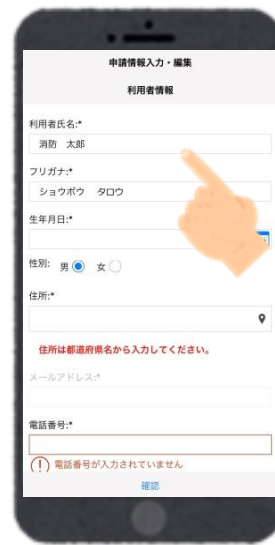 申請情報入力・編集
利用者情報
利用者氏名:*
消防　太郎
フリガナ:*
ショウボウ　タロウ
生年月日:*
性別: 男 女
住所:*
住所は都道府県名から入力してください。
メールアドレス:*
電話番号:*
電話番号が入力されていません
確認